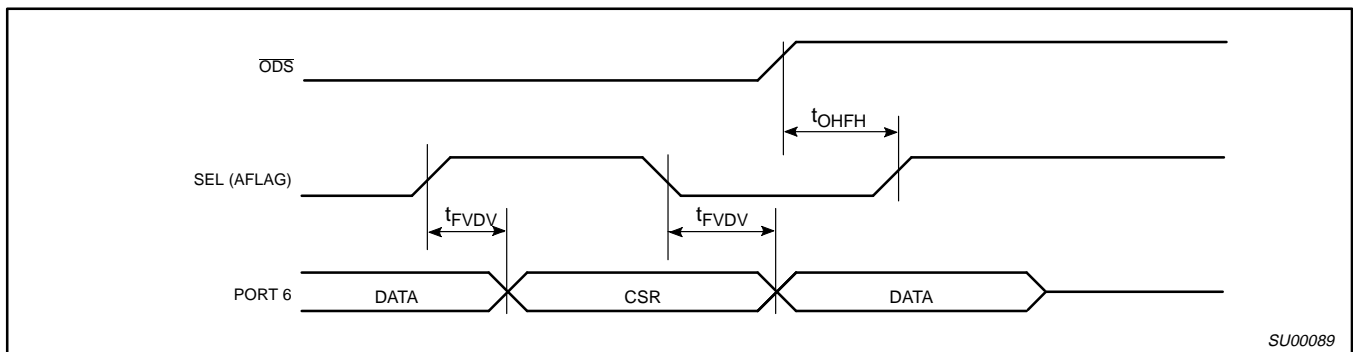 ODS
tOHFH
SEL (AFLAG)
tFVDV
tFVDV
PORT 6
DATA
CSR
DATA
SU00089